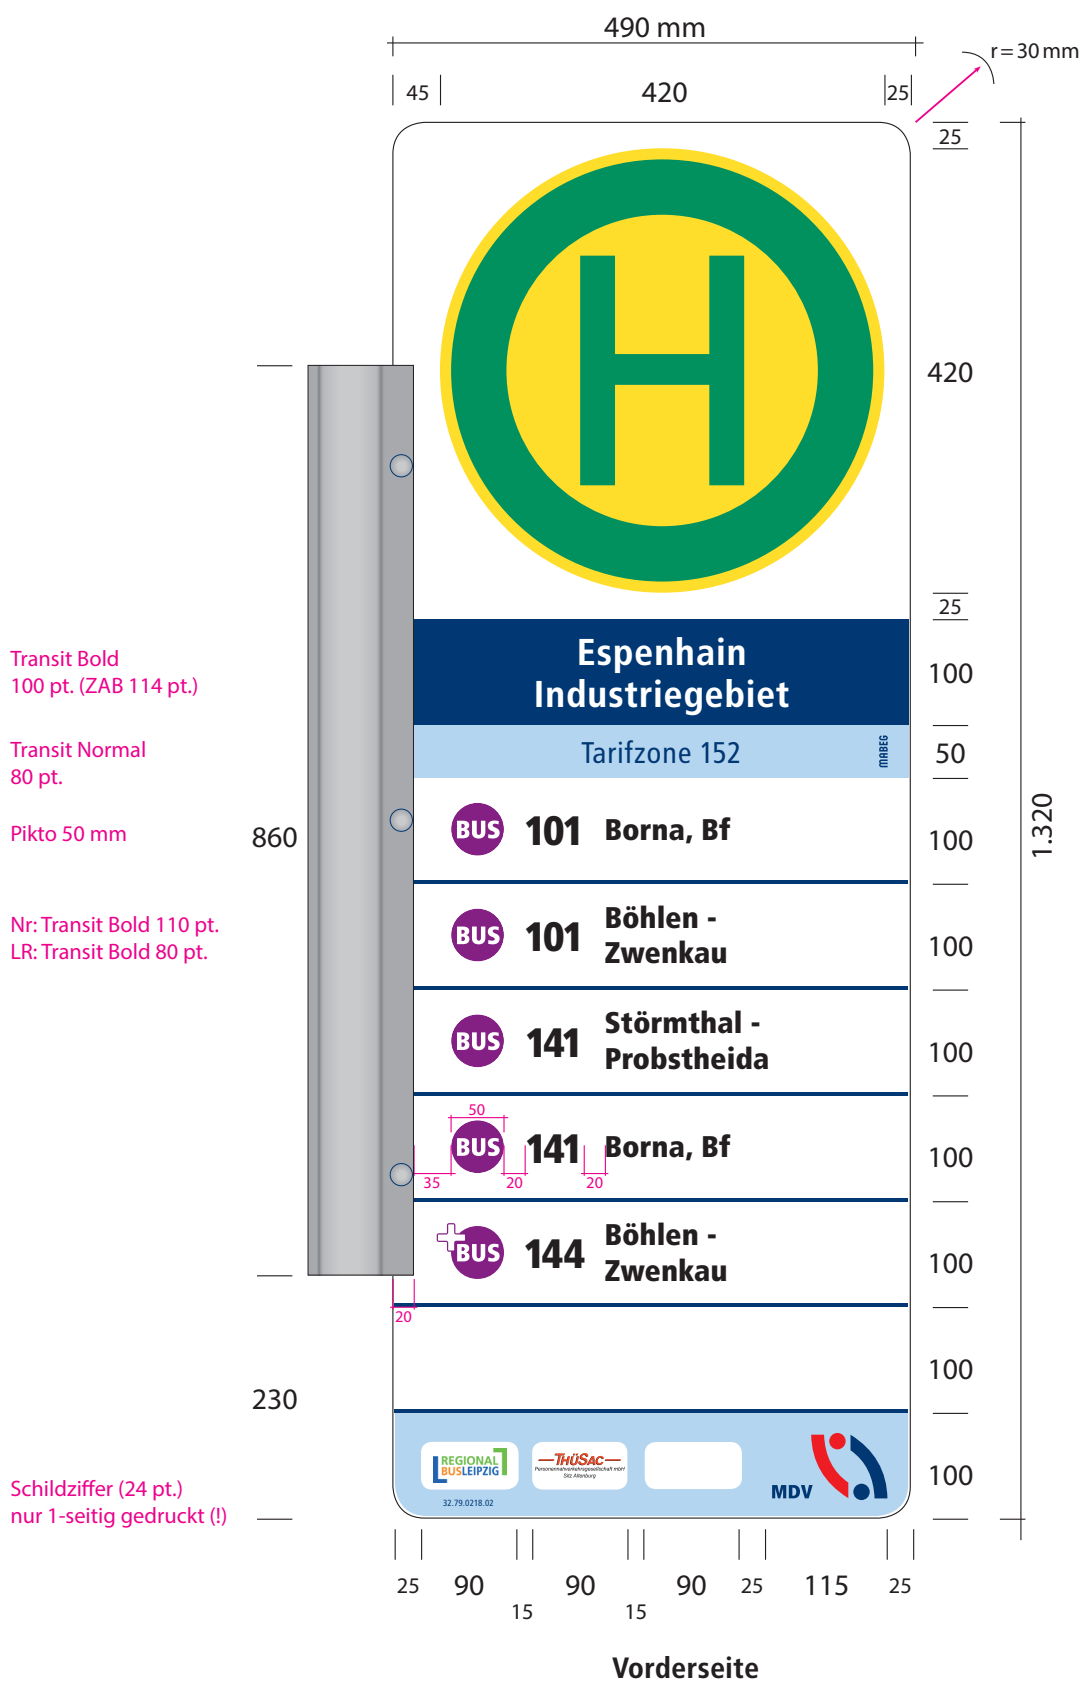 490 mm
r = 30 mm
45
420
25
25
H
420
25
Transit Bold
100 pt. (ZAB 114 pt.)
Espenhain
Industriegebiet
100
Transit Normal
80 pt.
Tarifzone 152
MABEG
50
Pikto 50 mm
860
BUS 101 Borna, Bf
100
1.320
Nr: Transit Bold 110 pt.
LR: Transit Bold 80 pt.
BUS 101 Böhlen -
Zwenkau
100
BUS 141 Störmthal -
Probstheida
100
50
BUS 141 Borna, Bf
100
35
20
20
BUS 144 Böhlen -
Zwenkau
100
20
100
230
Schildziffer (24 pt.)
nur 1-seitig gedruckt (!)
REGIONAL
BUSLEIPZIG
32.79.0218.02
THÜSAC
Personennahverkehrsgesellschaft mbH
Sitz Altenburg
MDV
100
25
90
15
90
15
90
25
115
25
Vorderseite